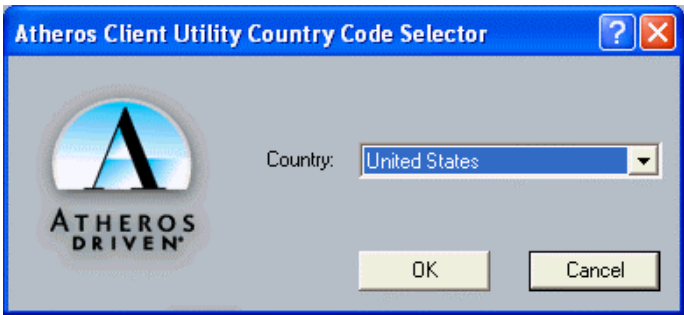 Atheros Client Utility Country Code Selector
Country:
United States
ATHEROS
DRIVEN®
OK
Cancel